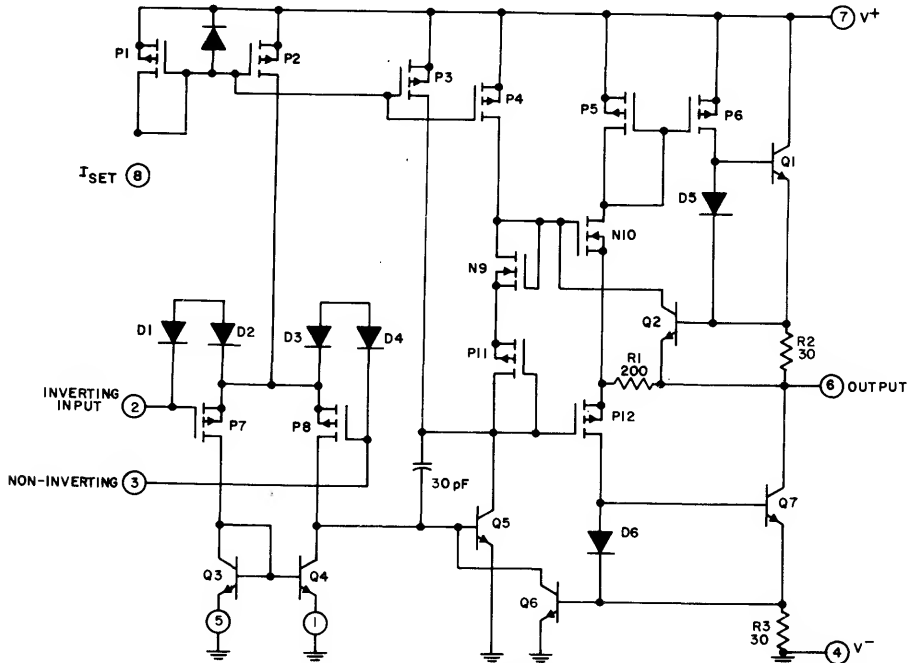 7 V+
P1
P2
P3
P4
P5
P6
Q1
I SET 8
D5
N10
N9
D1
D2
D3
D4
Q2
R2
30
P11
R1
200
6 OUTPUT
INVERTING
INPUT 2
P7
P8
P12
NON-INVERTING 3
30 pF
Q5
Q7
D6
Q3
Q4
Q6
5
1
R3
30
4 V-